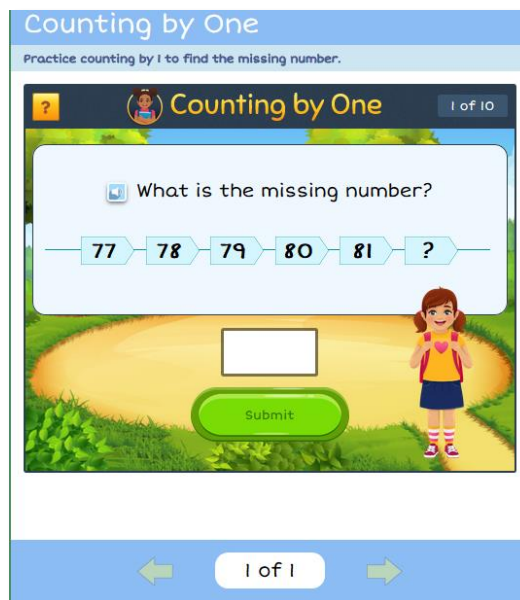 Counting by One
Practice counting by 1 to find the missing number.
? Counting by One 1 of 10
What is the missing number?
77 78 79 80 81 ?
Submit
1 of 1